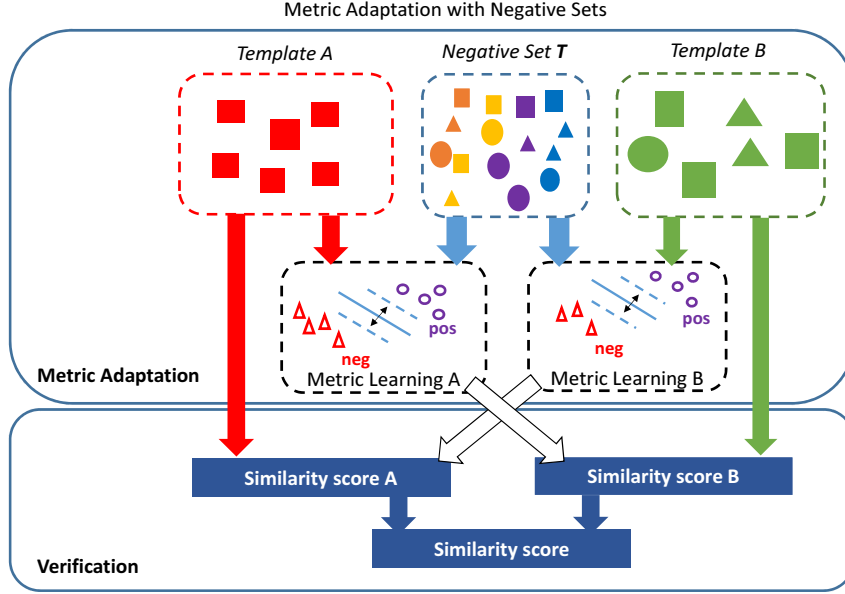 Metric Adaptation with Negative Sets
Template A
Negative Set T
Template B
pos
neg
pos
neg
Metric Learning A
Metric Learning B
Metric Adaptation
Similarity score A
Similarity score B
Similarity score
Verification